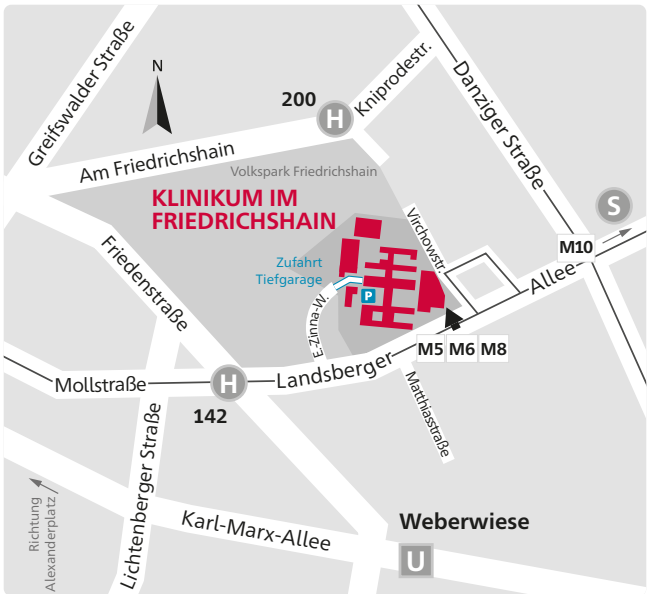 Greifswalder Straße
N
200
H
Kniprodestr.
Danziger Straße
Am Friedrichshain
Volkspark Friedrichshain
KLINIKUM IM
FRIEDRICHSHAIN
Virchowstr.
S
M10
Zufahrt
Tiefgarage
P
E.-Zinna-W.
Friedenstraße
Landsberger
Allee
M5
M6
M8
Mollstraße
H
142
Matthiasstraße
Lichtenberger Straße
Richtung
Alexanderplatz
Karl-Marx-Allee
Weberwiese
U